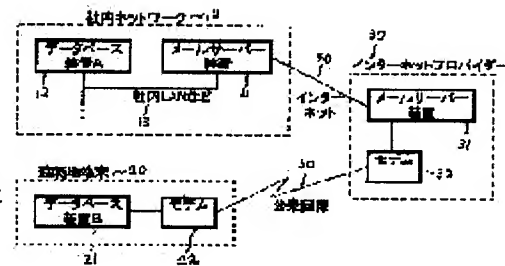 社内ネットワーク〜
データベース
装置A
メールサーバー
装置
12
11
社内LAN回線
13
50
インターネット
インターネットプロバイダー
メールサーバー
装置
31
モデム
32
〜20
データベース
装置B
モデム
21
22
公衆回線